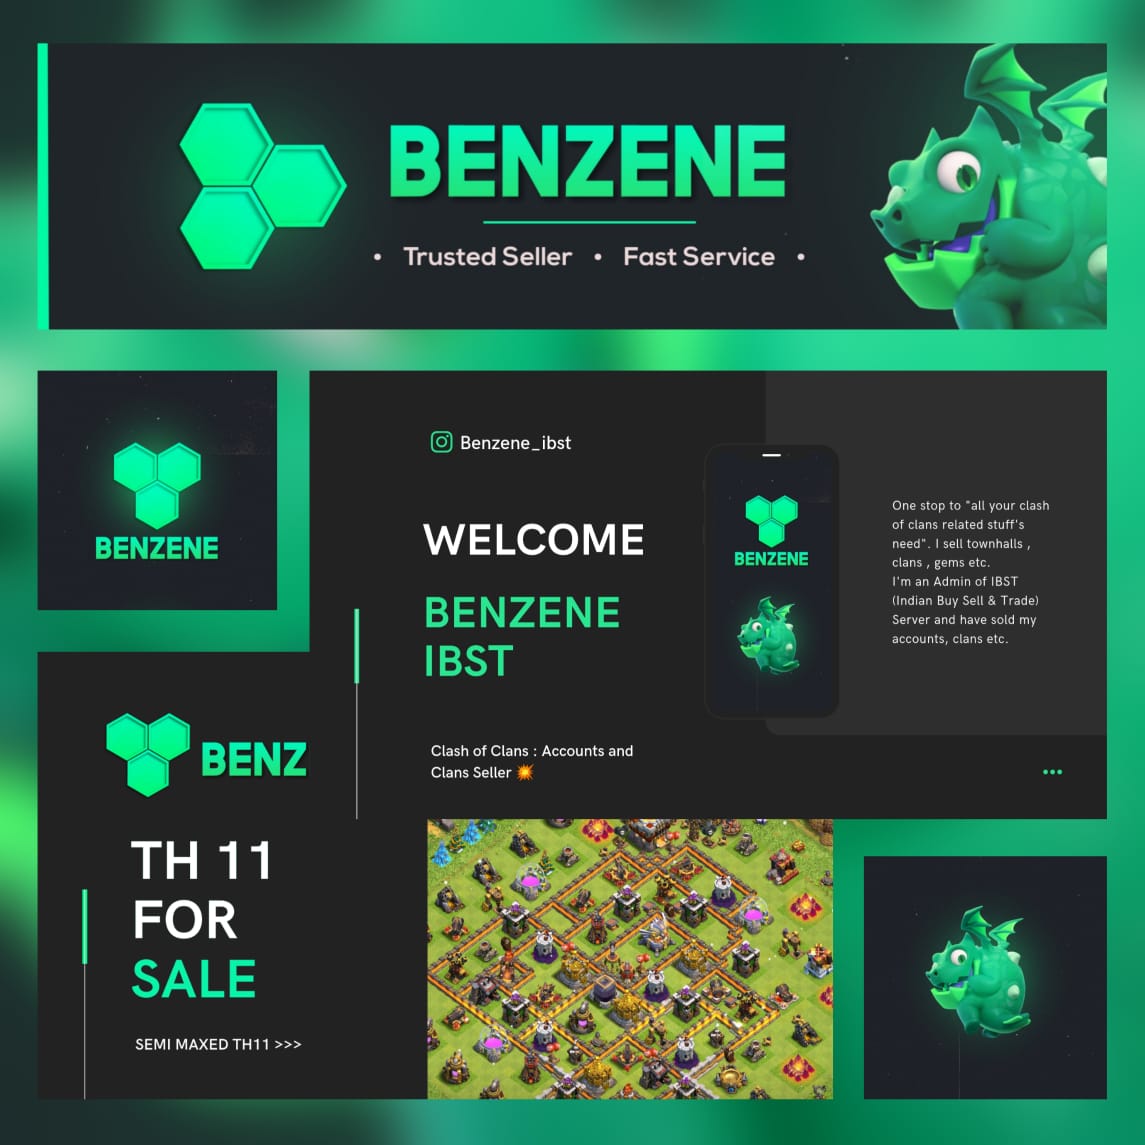 BENZENE
• Trusted Seller • Fast Service •
BENZENE
Benzene_ibst
WELCOME
BENZENE
IBST
Clash of Clans : Accounts and
Clans Seller 💥
BENZENE
One stop to "all your clash
of clans related stuff's
need". I sell townhalls ,
clans , gems etc.
I'm an Admin of IBST
(Indian Buy Sell & Trade)
Server and have sold my
accounts, clans etc.
BENZ
TH 11
FOR
SALE
SEMI MAXED TH11 >>>